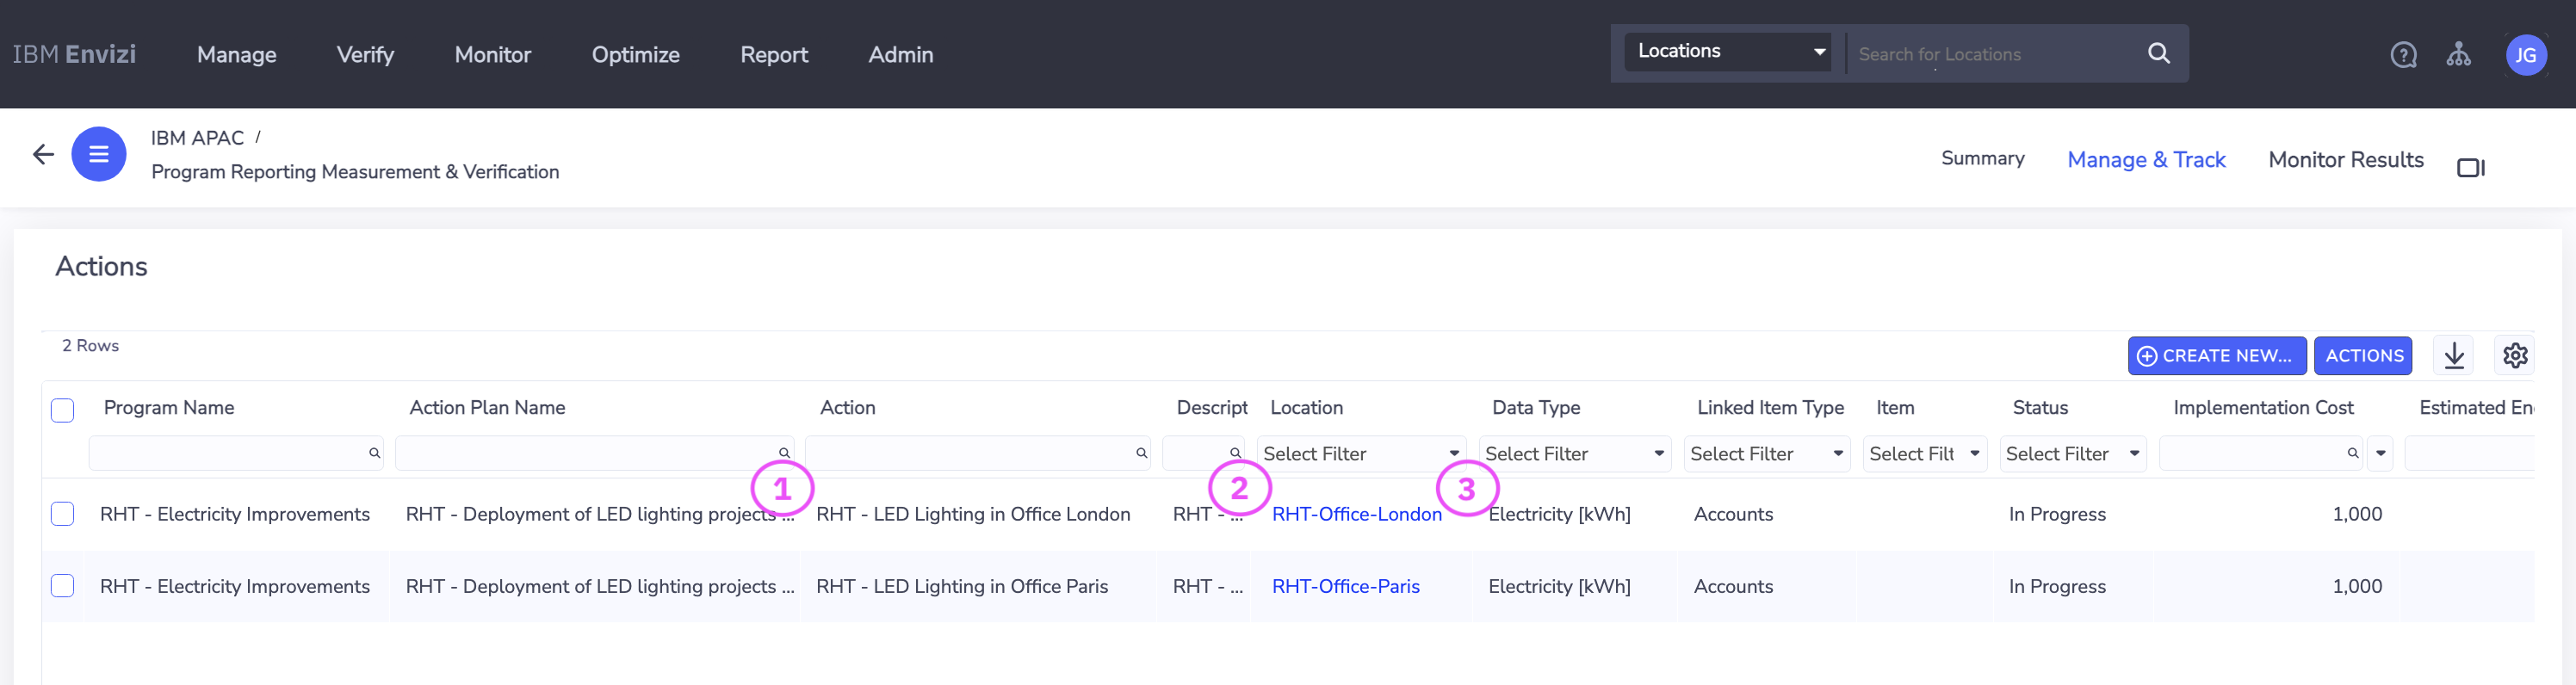 IBM Envizi Manage Verify Monitor Optimize Report Admin Locations Search for Locations JG
IBM APAC /
Program Reporting Measurement & Verification
Summary Manage & Track Monitor Results
Actions
2 Rows CREATE NEW... ACTIONS
Program Name Action Plan Name Action Descript Location Data Type Linked Item Type Item Status Implementation Cost Estimated En
Select Filter Select Filter Select Filter Select Filt Select Filter
1 2 3
RHT - Electricity Improvements RHT - Deployment of LED lighting projects ... RHT - LED Lighting in Office London RHT - ... RHT-Office-London Electricity [kWh] Accounts In Progress 1,000
RHT - Electricity Improvements RHT - Deployment of LED lighting projects ... RHT - LED Lighting in Office Paris RHT - ... RHT-Office-Paris Electricity [kWh] Accounts In Progress 1,000